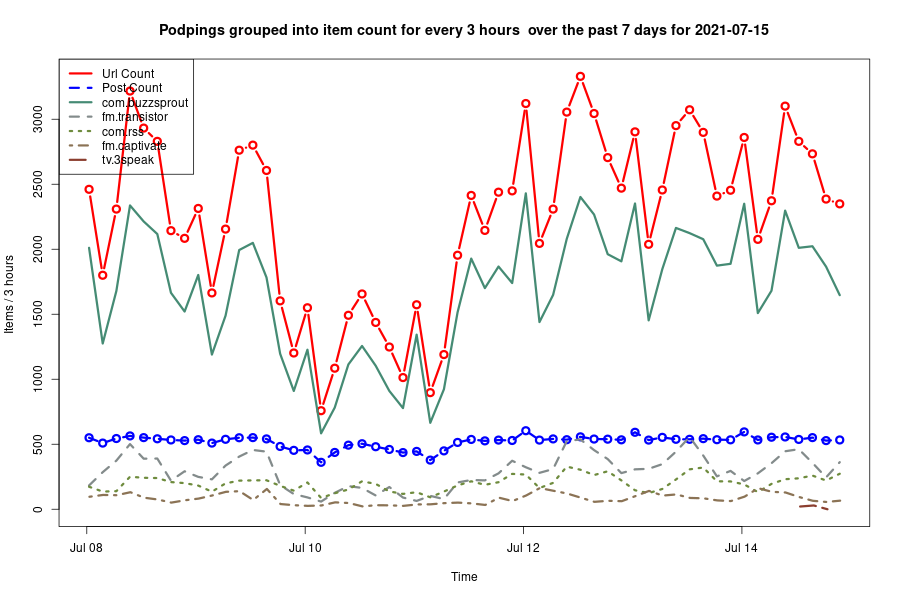 Podpings grouped into item count for every 3 hours  over the past 7 days for 2021-07-15
Url Count
Post Count
com.buzzsprout
fm.transistor
com.rss
fm.captivate
tv.3speak
Items / 3 hours
3000
2500
2000
1500
1000
500
0
Jul 08
Jul 10
Jul 12
Jul 14
Time